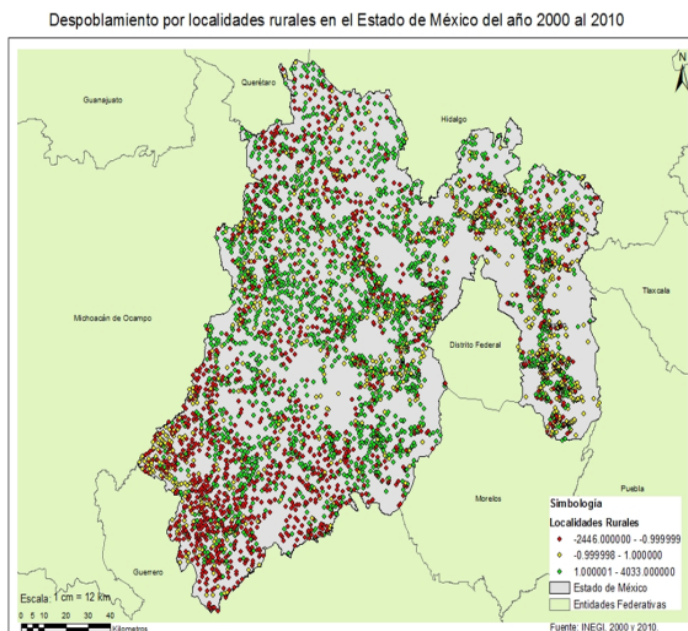 Despoblamiento por localidades rurales en el Estado de México del año 2000 al 2010
N
Querétaro
Guanajuato
Hidalgo
Tlaxcala
Michoacán de Ocampo
Distrito Federal
Puebla
Morelos
Guerrero
Simbología
Localidades Rurales
-2446.000000 - -0.999999
-0.999998 - 1.000000
1.000001 - 4033.000000
Estado de México
Entidades Federativas
Escala: 1 cm = 12 km
0 5 10 20 30 40
Kilómetros
Fuente: INEGI, 2000 y 2010.